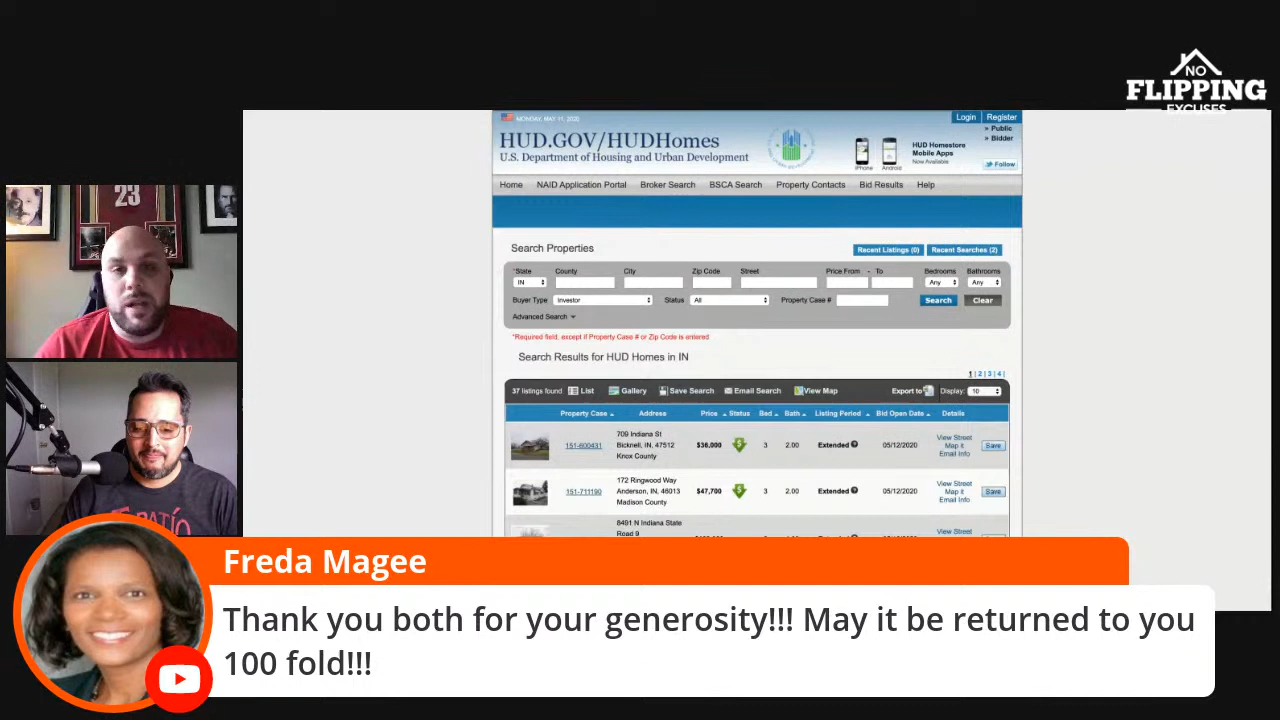 NO
FLIPPING
EXCUSES
MONDAY, MAY 11, 2020
Login Register
HUD.GOV/HUDHomes
U.S. Department of Housing and Urban Development
» Public
» Bidder
HUD Homestore
Mobile Apps
Now Available
iPhone Android
Follow
Home NAID Application Portal Broker Search BSCA Search Property Contacts Bid Results Help
Search Properties
Recent Listings (0) Recent Searches (2)
*State County City Zip Code Street Price From - To Bedrooms Bathrooms
IN Any Any
Buyer Type Investor Status All Property Case # Search Clear
Advanced Search
*Required field, except if Property Case # or Zip Code is entered
Search Results for HUD Homes in IN
1 | 2 | 3 | 4 |
37 listings found List Gallery Save Search Email Search View Map Export to Display: 10
Property Case Address Price Status Bed Bath Listing Period Bid Open Date Details
709 Indiana St
Bicknell, IN, 47512
Knox County
151-600431 $36,000 3 2.00 Extended 05/12/2020
View Street
Map it
Email Info
Save
172 Ringwood Way
Anderson, IN, 46013
Madison County
151-711190 $47,700 3 2.00 Extended 05/12/2020
View Street
Map it
Email Info
Save
8491 N Indiana State
Road 9
View Street
23
PATÍO
Freda Magee
Thank you both for your generosity!!! May it be returned to you
100 fold!!!